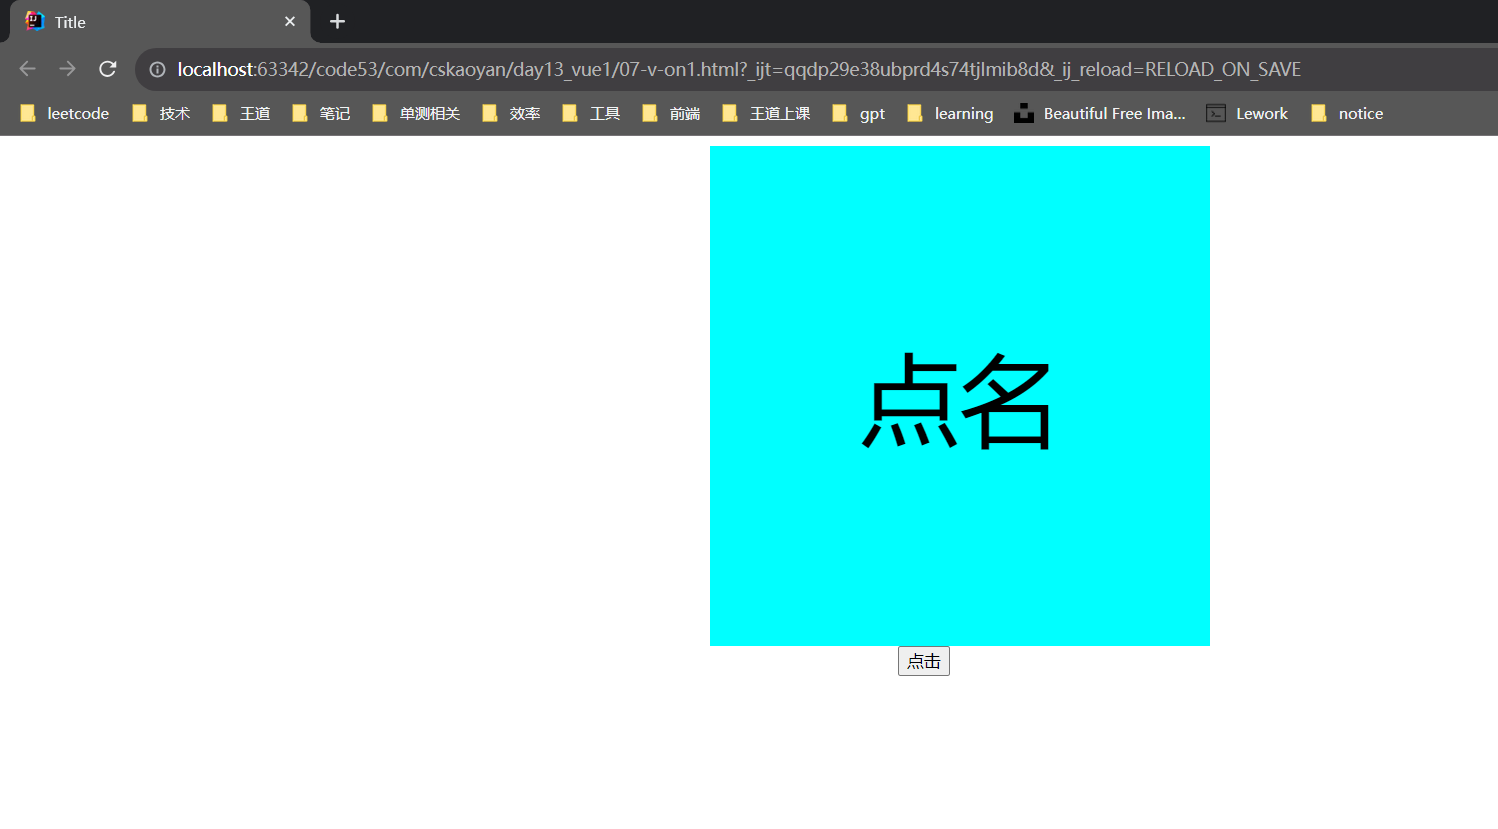 Title
localhost:63342/code53/com/cskaoyan/day13_vue1/07-v-on1.html?_ijt=qqdp29e38ubprd4s74tjlmib8d&_ij_reload=RELOAD_ON_SAVE
leetcode 技术 王道 笔记 单测相关 效率 工具 前端 王道上课 gpt learning Beautiful Free Ima... Lework notice
点名
点击